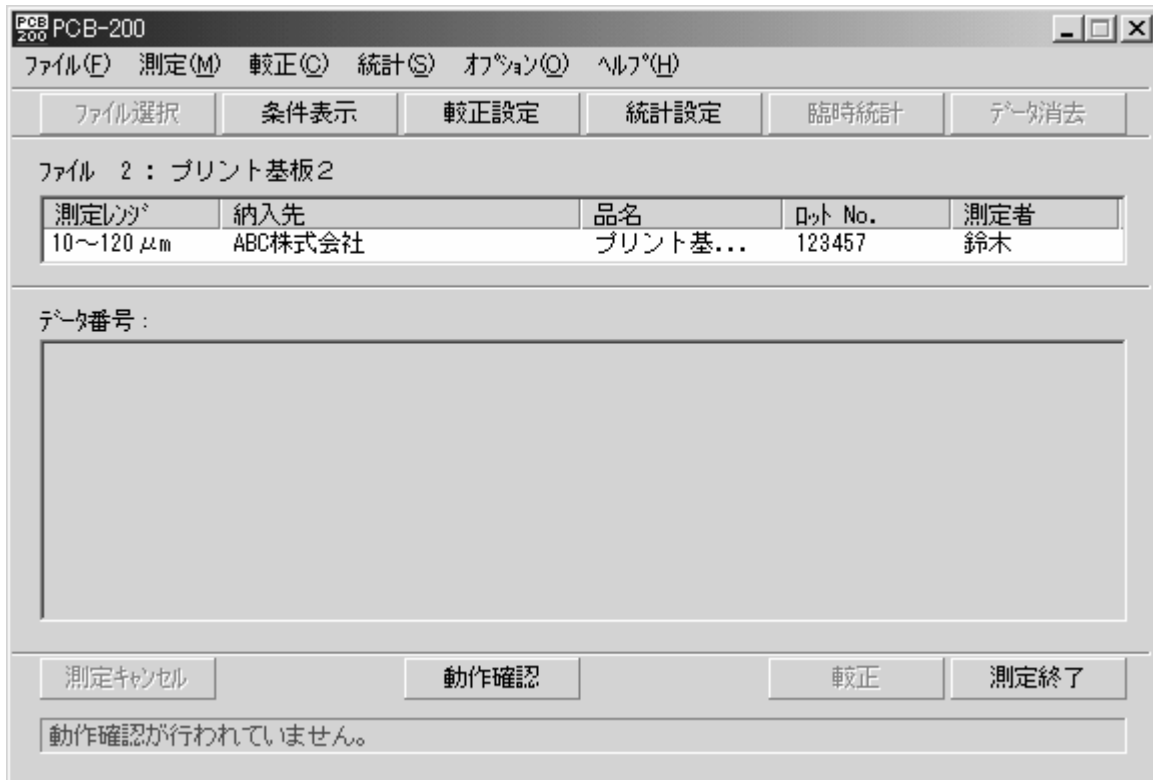 PCB 200 PCB-200
ﾌｧｲﾙ(F) 測定(M) 較正(C) 統計(S) ｵﾌﾟｼｮﾝ(O) ﾍﾙﾌﾟ(H)
ファイル選択 条件表示 較正設定 統計設定 臨時統計 ﾃﾞｰﾀ消去
ﾌｧｲﾙ 2 : プリント基板２
測定ﾚﾝｼﾞ 納入先 品名 ﾛｯﾄ No. 測定者
10～120 μm ABC株式会社 プリント基... 123457 鈴木
ﾃﾞｰﾀ番号 :
測定ｷｬﾝｾﾙ 動作確認 較正 測定終了
動作確認が行われていません。